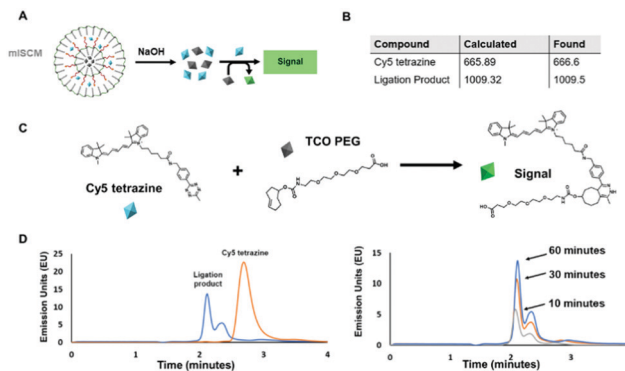 A
mISCM
NaOH
Signal
B
Compound Calculated Found
Cy5 tetrazine 665.89 666.6
Ligation Product 1009.32 1009.5
C
Cy5 tetrazine
+
TCO PEG
Signal
D
Emission Units (EU)
25
20
15
10
5
0
Ligation
product
Cy5 tetrazine
0 1 2 3 4
Time (minutes)
Emission Units (EU)
15
10
5
0
60 minutes
30 minutes
10 minutes
0 1 2 3
Time (minutes)